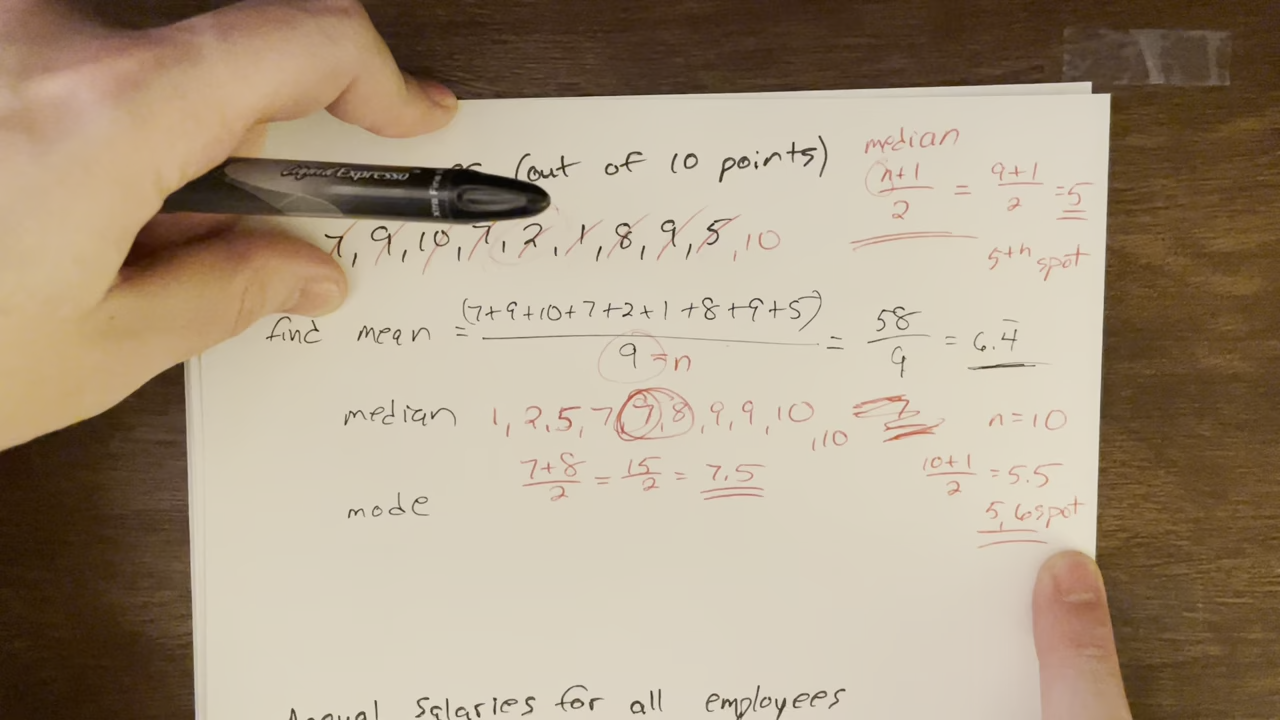 Liquid Expresso
(out of 10 points)
7, 9, 10, 7, 2, 1, 8, 9, 5, 10
median
n+1/2 = 9+1/2 = 5
5th spot
find mean = (7+9+10+7+2+1+8+9+5)/9 = 58/9 = 6.4̅
= n
median 1, 2, 5, 7, 7, 8, 9, 9, 10, 10
n=10
7+8/2 = 15/2 = 7.5
10+1/2 = 5.5
5, 6 spot
mode
Annual Salaries for all employees